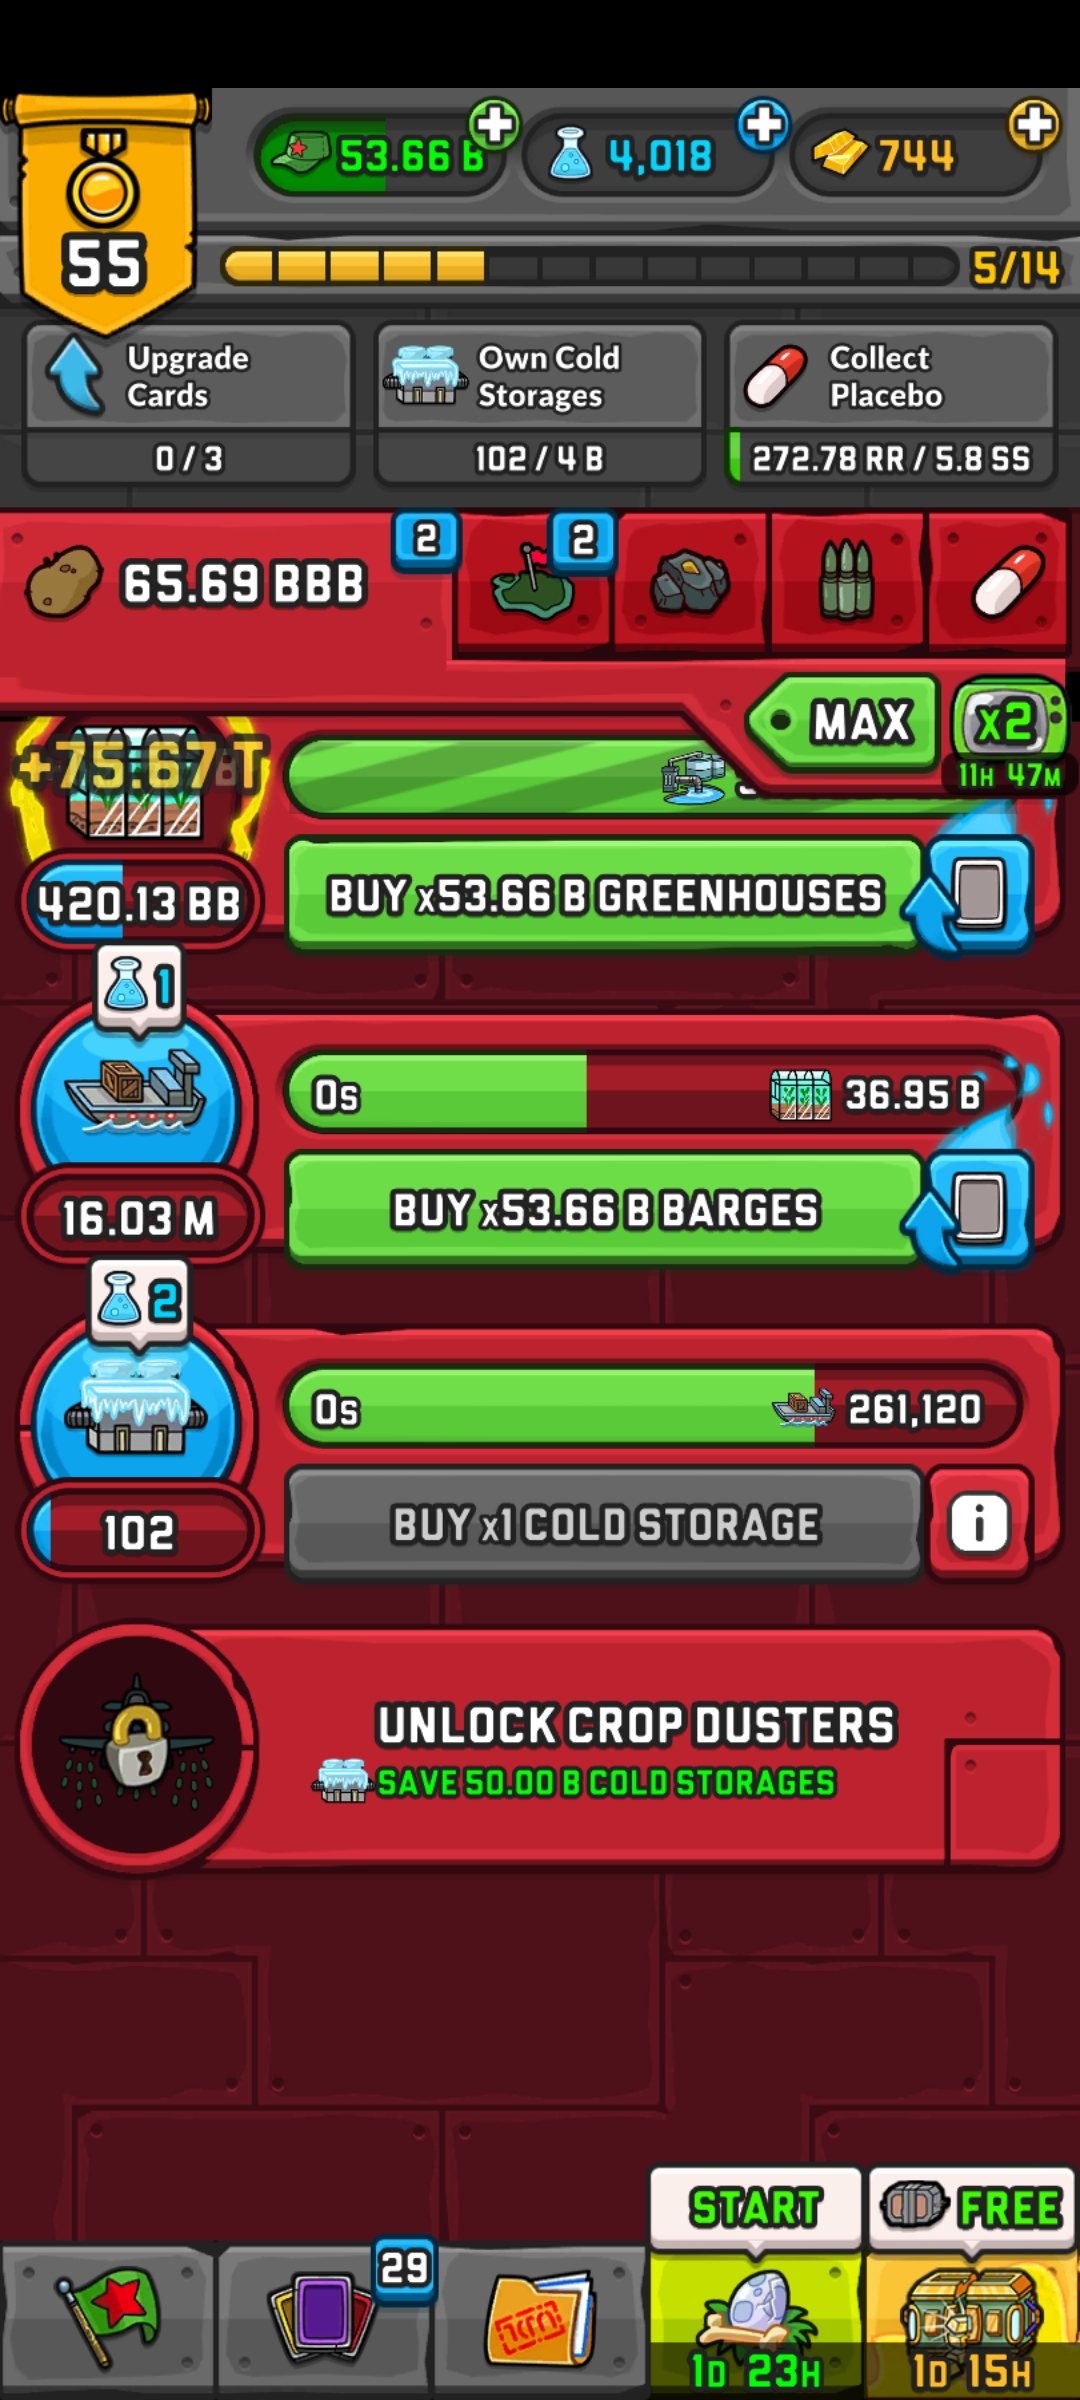 55
53.66 B
4,018
744
5/14
Upgrade
Cards
0 / 3
Own Cold
Storages
102 / 4 B
Collect
Placebo
272.78 RR / 5.8 SS
65.69 BBB
2
2
MAX
x2
11H 47M
+75.67T
420.13 BB
BUY x53.66 B GREENHOUSES
1
0s
36.95 B
16.03 M
BUY x53.66 B BARGES
2
0s
261,120
102
BUY x1 COLD STORAGE
i
UNLOCK CROP DUSTERS
SAVE 50.00 B COLD STORAGES
29
START
1D 23H
FREE
1D 15H